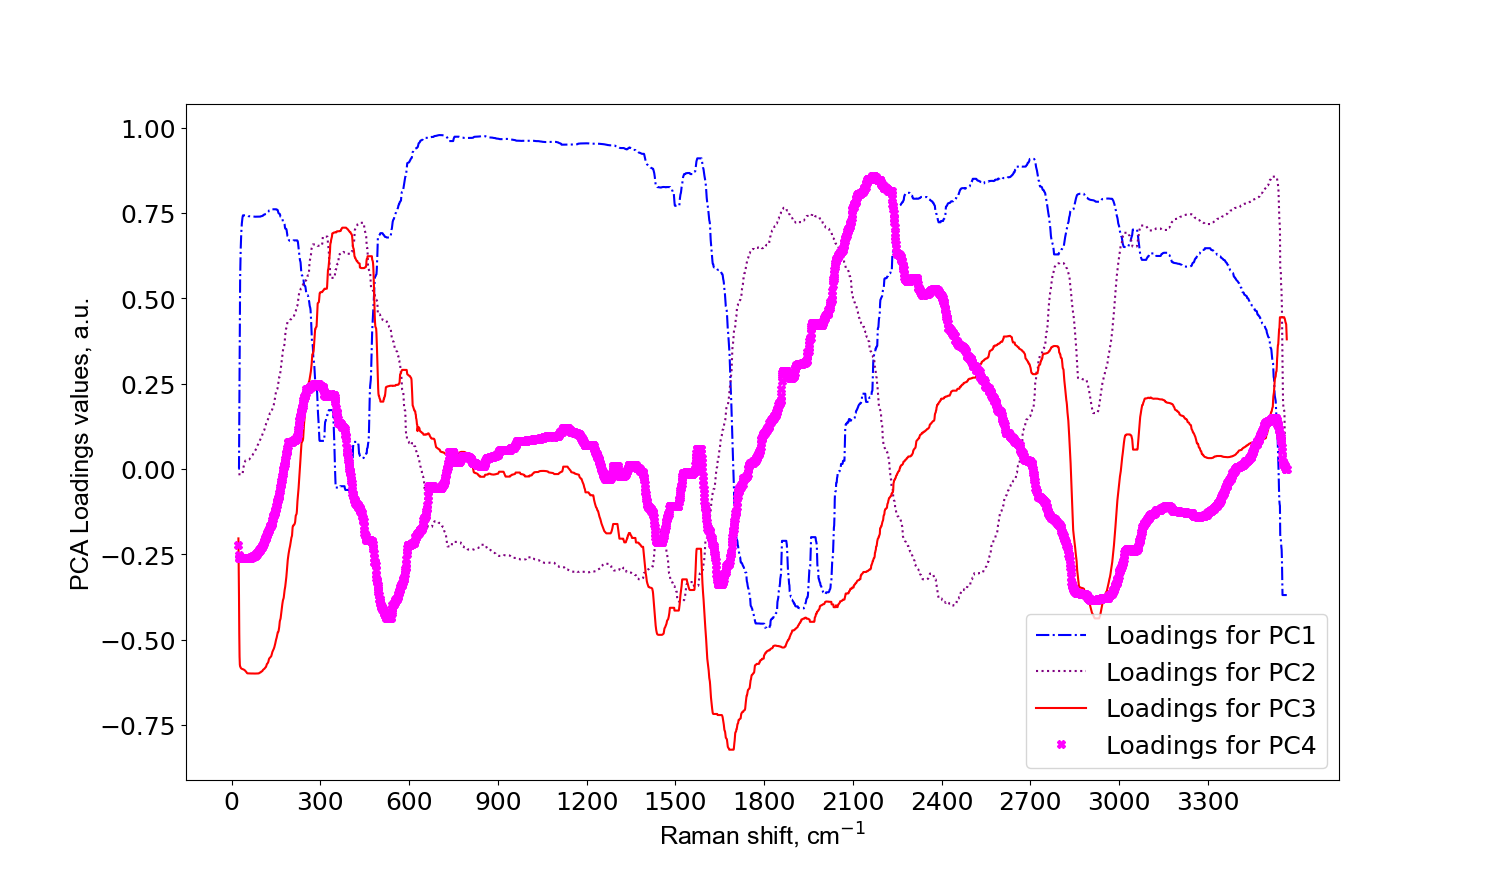 PCA Loadings values, a.u.
1.00
0.75
0.50
0.25
0.00
−0.25
−0.50
−0.75
0 300 600 900 1200 1500 1800 2100 2400 2700 3000 3300
Raman shift, cm⁻¹
Loadings for PC1
Loadings for PC2
Loadings for PC3
Loadings for PC4